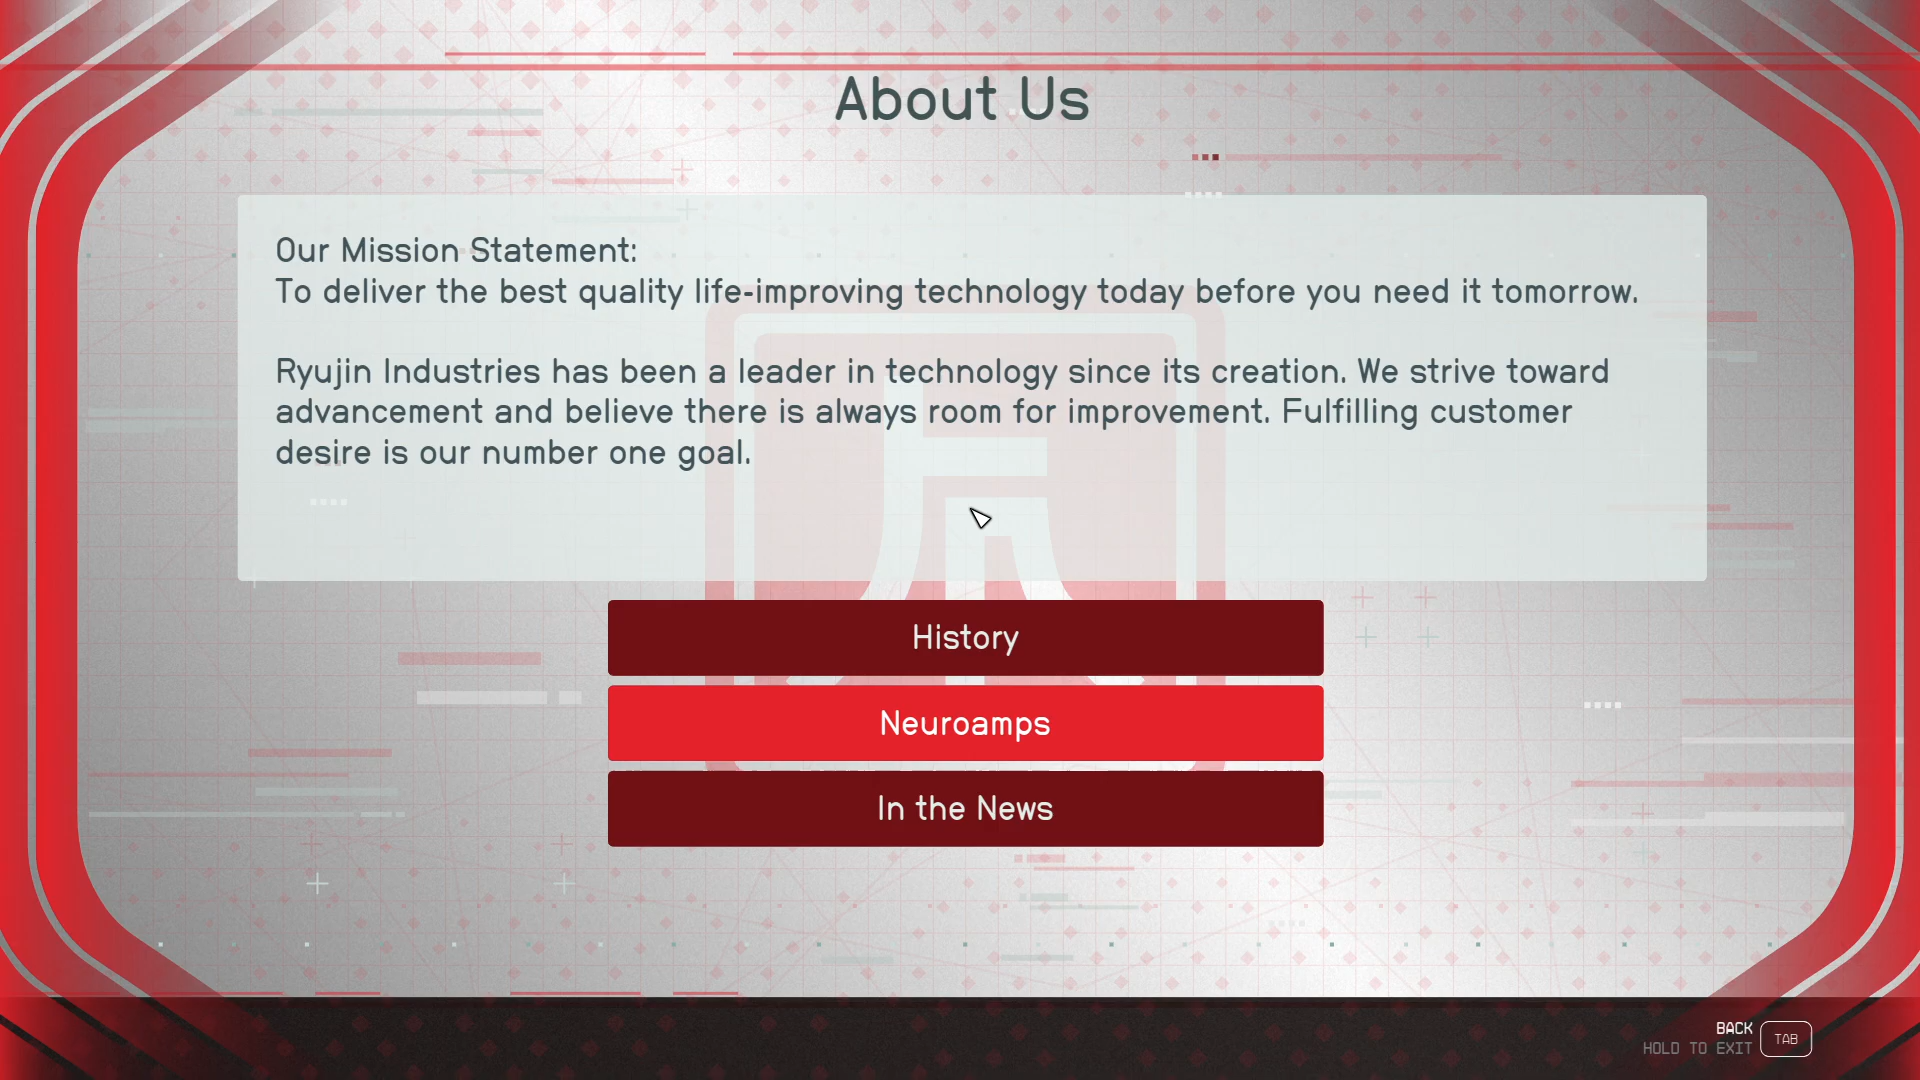 About Us
Our Mission Statement:
To deliver the best quality life-improving technology today before you need it tomorrow.
Ryujin Industries has been a leader in technology since its creation. We strive toward
advancement and believe there is always room for improvement. Fulfilling customer
desire is our number one goal.
History
Neuroamps
In the News
BACK
HOLD TO EXIT
TAB